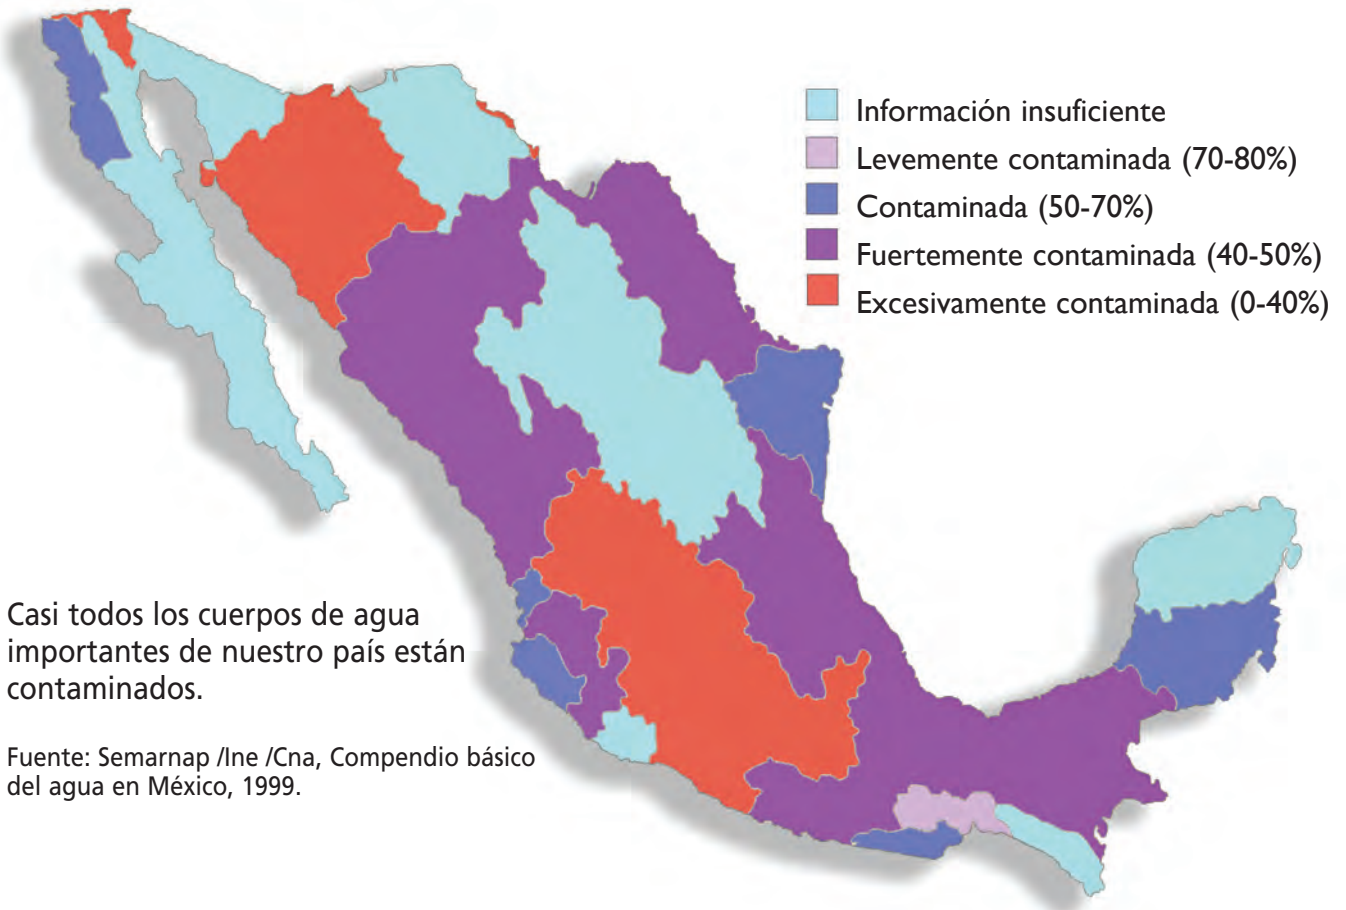 Información insuficiente
Levemente contaminada (70-80%)
Contaminada (50-70%)
Fuertemente contaminada (40-50%)
Excesivamente contaminada (0-40%)
Casi todos los cuerpos de agua
importantes de nuestro país están
contaminados.
Fuente: Semarnap /Ine /Cna, Compendio básico
del agua en México, 1999.